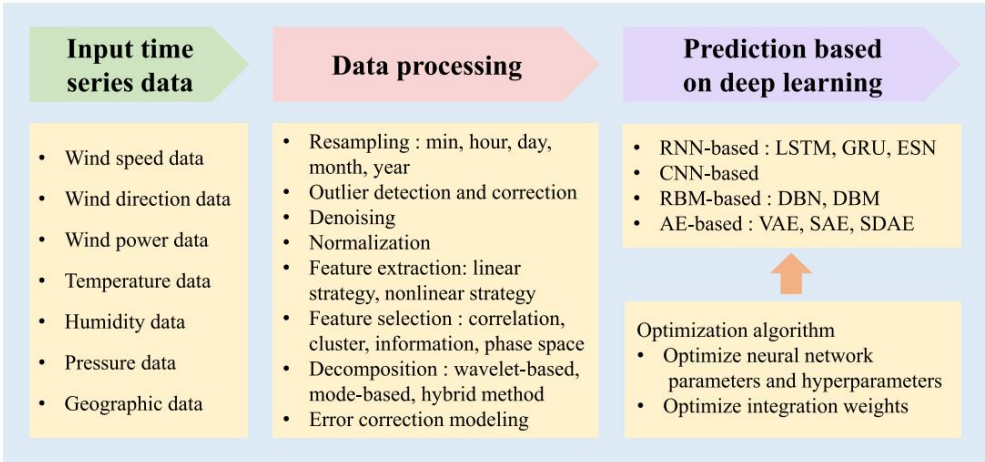 Input time
series data
Data processing
Prediction based
on deep learning
• Wind speed data
• Wind direction data
• Wind power data
• Temperature data
• Humidity data
• Pressure data
• Geographic data
• Resampling : min, hour, day,
month, year
• Outlier detection and correction
• Denoising
• Normalization
• Feature extraction: linear
strategy, nonlinear strategy
• Feature selection : correlation,
cluster, information, phase space
• Decomposition : wavelet-based,
mode-based, hybrid method
• Error correction modeling
• RNN-based : LSTM, GRU, ESN
• CNN-based
• RBM-based : DBN, DBM
• AE-based : VAE, SAE, SDAE
Optimization algorithm
• Optimize neural network
parameters and hyperparameters
• Optimize integration weights